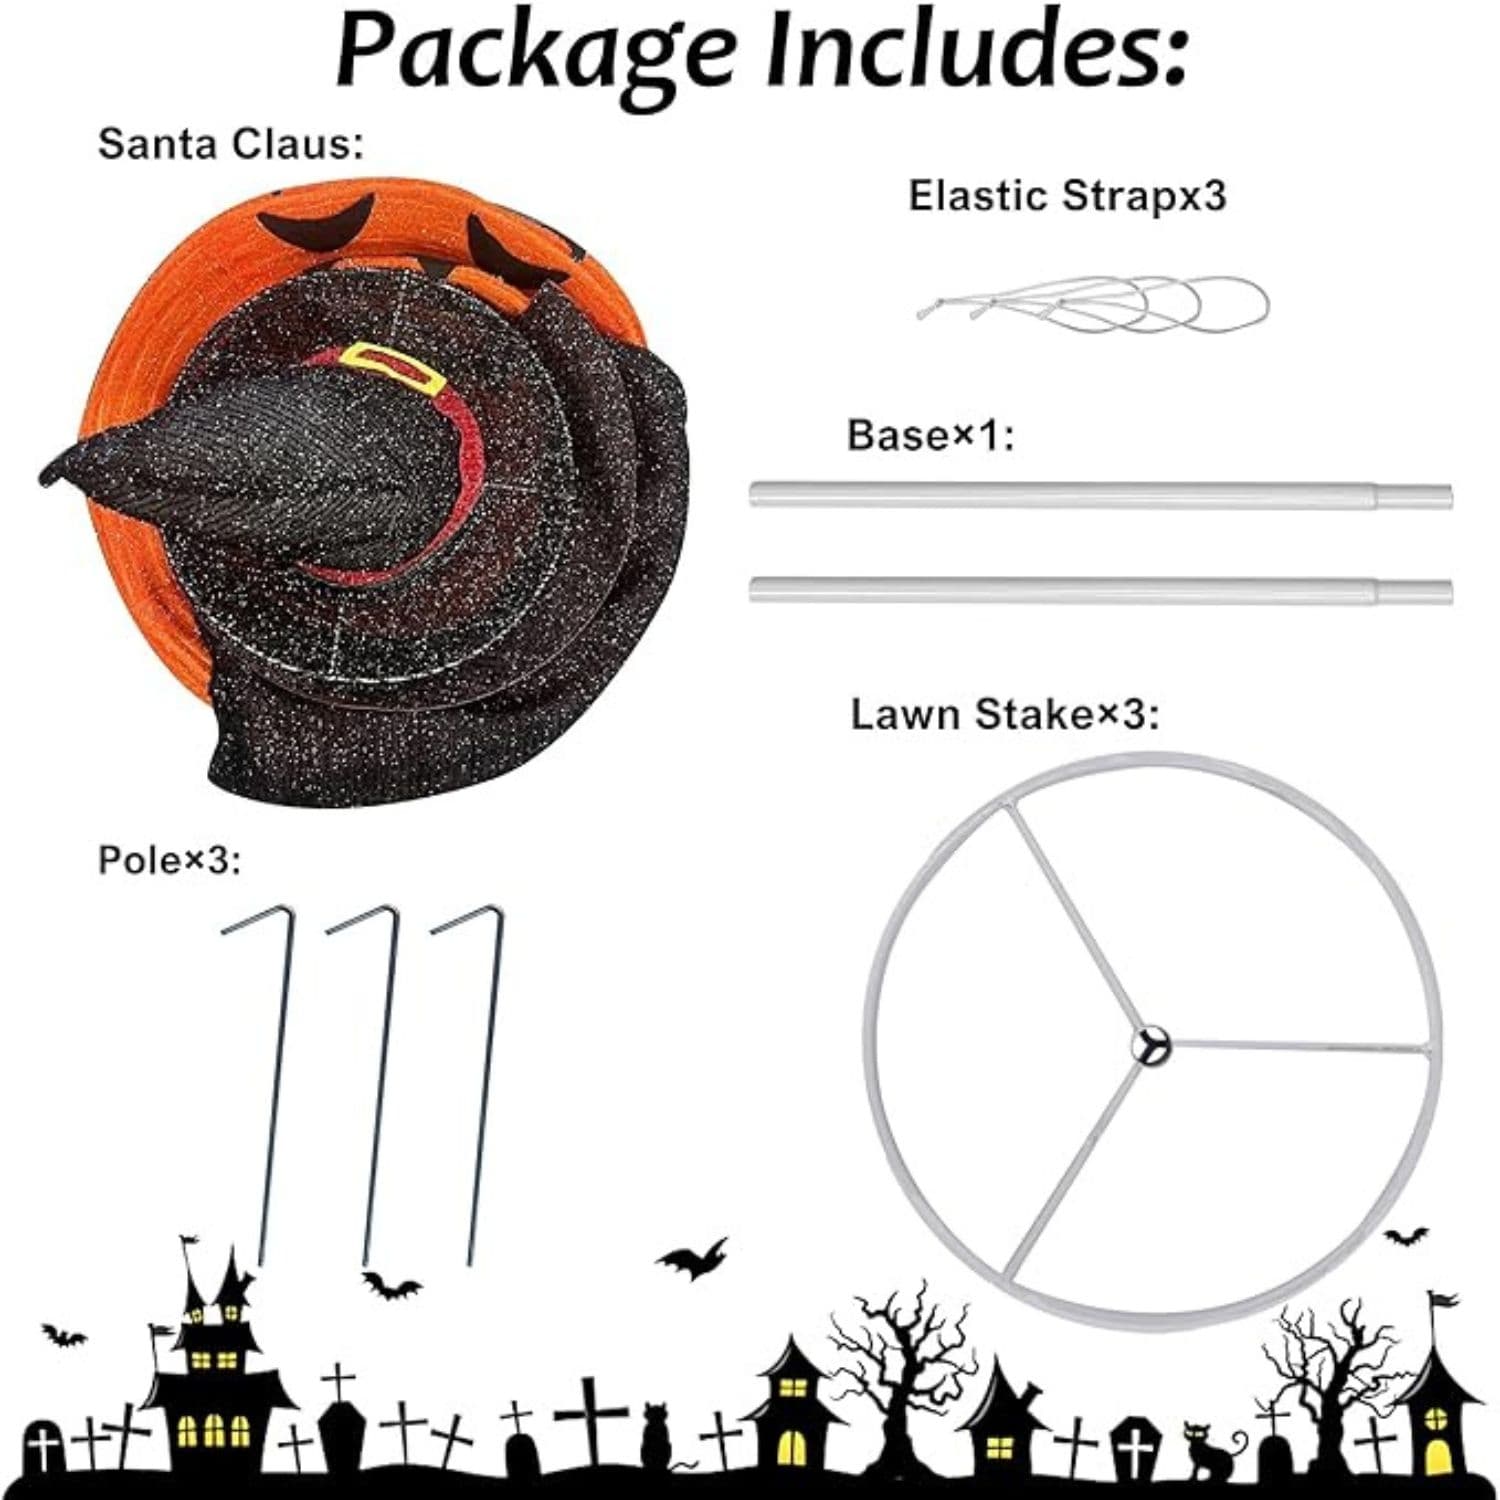 Package Includes:
Santa Claus:
Elastic Strapx3
Base×1:
Lawn Stake×3:
Pole×3: